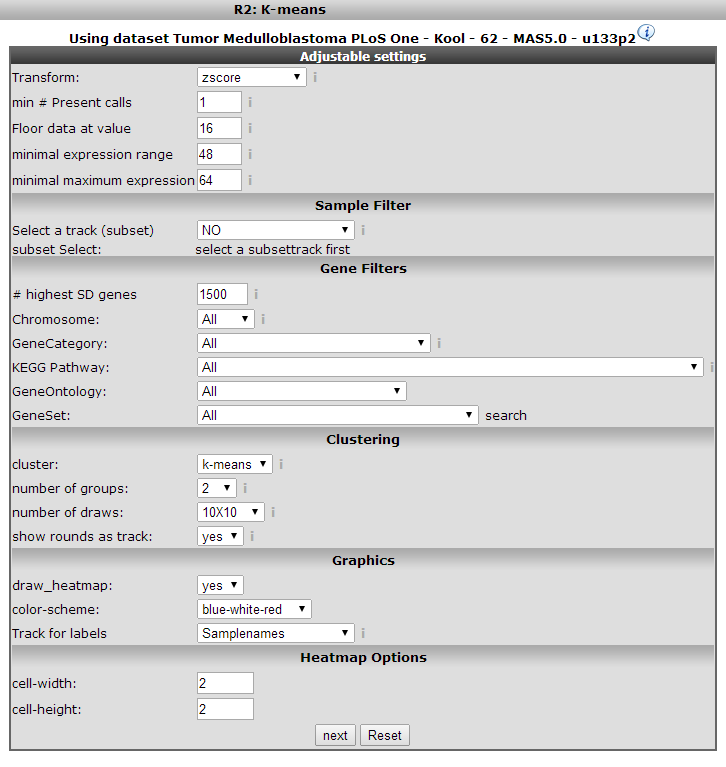 R2: K-means
Using dataset Tumor Medulloblastoma PLoS One - Kool - 62 - MAS5.0 - u133p2 i
Adjustable settings
Transform: zscore i
min # Present calls 1 i
Floor data at value 16 i
minimal expression range 48 i
minimal maximum expression 64 i
Sample Filter
Select a track (subset) NO i
subset Select: select a subsettrack first
Gene Filters
# highest SD genes 1500 i
Chromosome: All i
GeneCategory: All i
KEGG Pathway: All i
GeneOntology: All
GeneSet: All search
Clustering
cluster: k-means i
number of groups: 2 i
number of draws: 10X10 i
show rounds as track: yes i
Graphics
draw_heatmap: yes
color-scheme: blue-white-red
Track for labels Samplenames i
Heatmap Options
cell-width: 2
cell-height: 2
next Reset